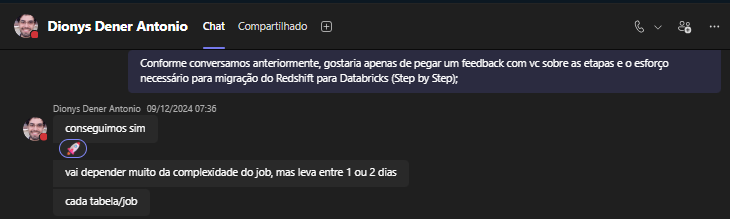 Dionys Dener Antonio
Chat
Compartilhado
Conforme conversamos anteriormente, gostaria apenas de pegar um feedback com vc sobre as etapas e o esforço
necessário para migração do Redshift para Databricks (Step by Step);
Dionys Dener Antonio 09/12/2024 07:36
conseguimos sim
vai depender muito da complexidade do job, mas leva entre 1 ou 2 dias
cada tabela/job